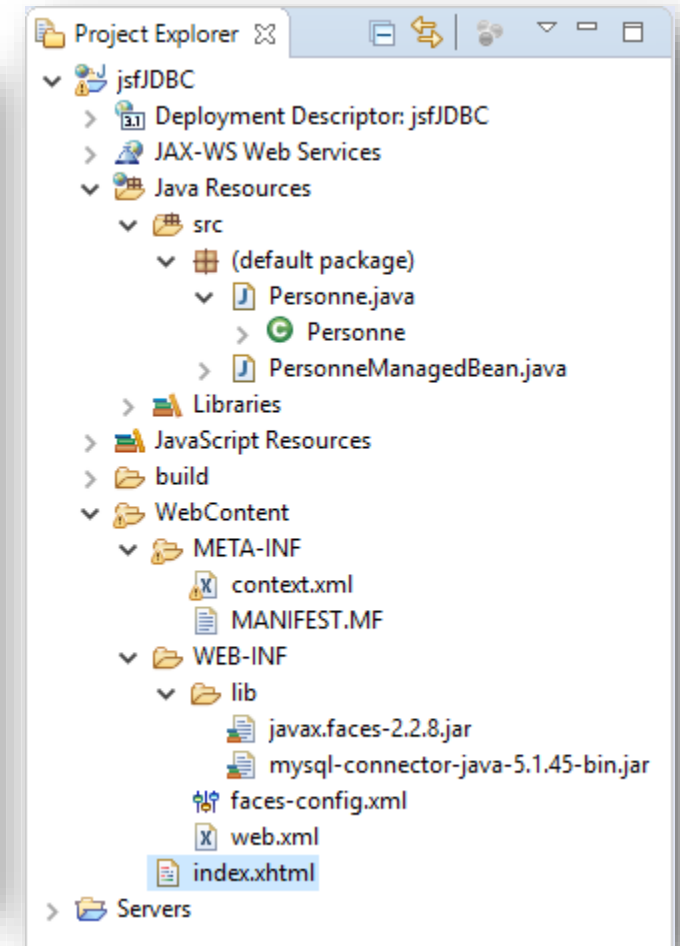 Project Explorer
jsfJDBC
3.1 Deployment Descriptor: jsfJDBC
JAX-WS Web Services
Java Resources
src
(default package)
J Personne.java
C Personne
J PersonneManagedBean.java
Libraries
JavaScript Resources
build
WebContent
META-INF
X context.xml
MANIFEST.MF
WEB-INF
lib
javax.faces-2.2.8.jar
mysql-connector-java-5.1.45-bin.jar
faces-config.xml
X web.xml
index.xhtml
Servers